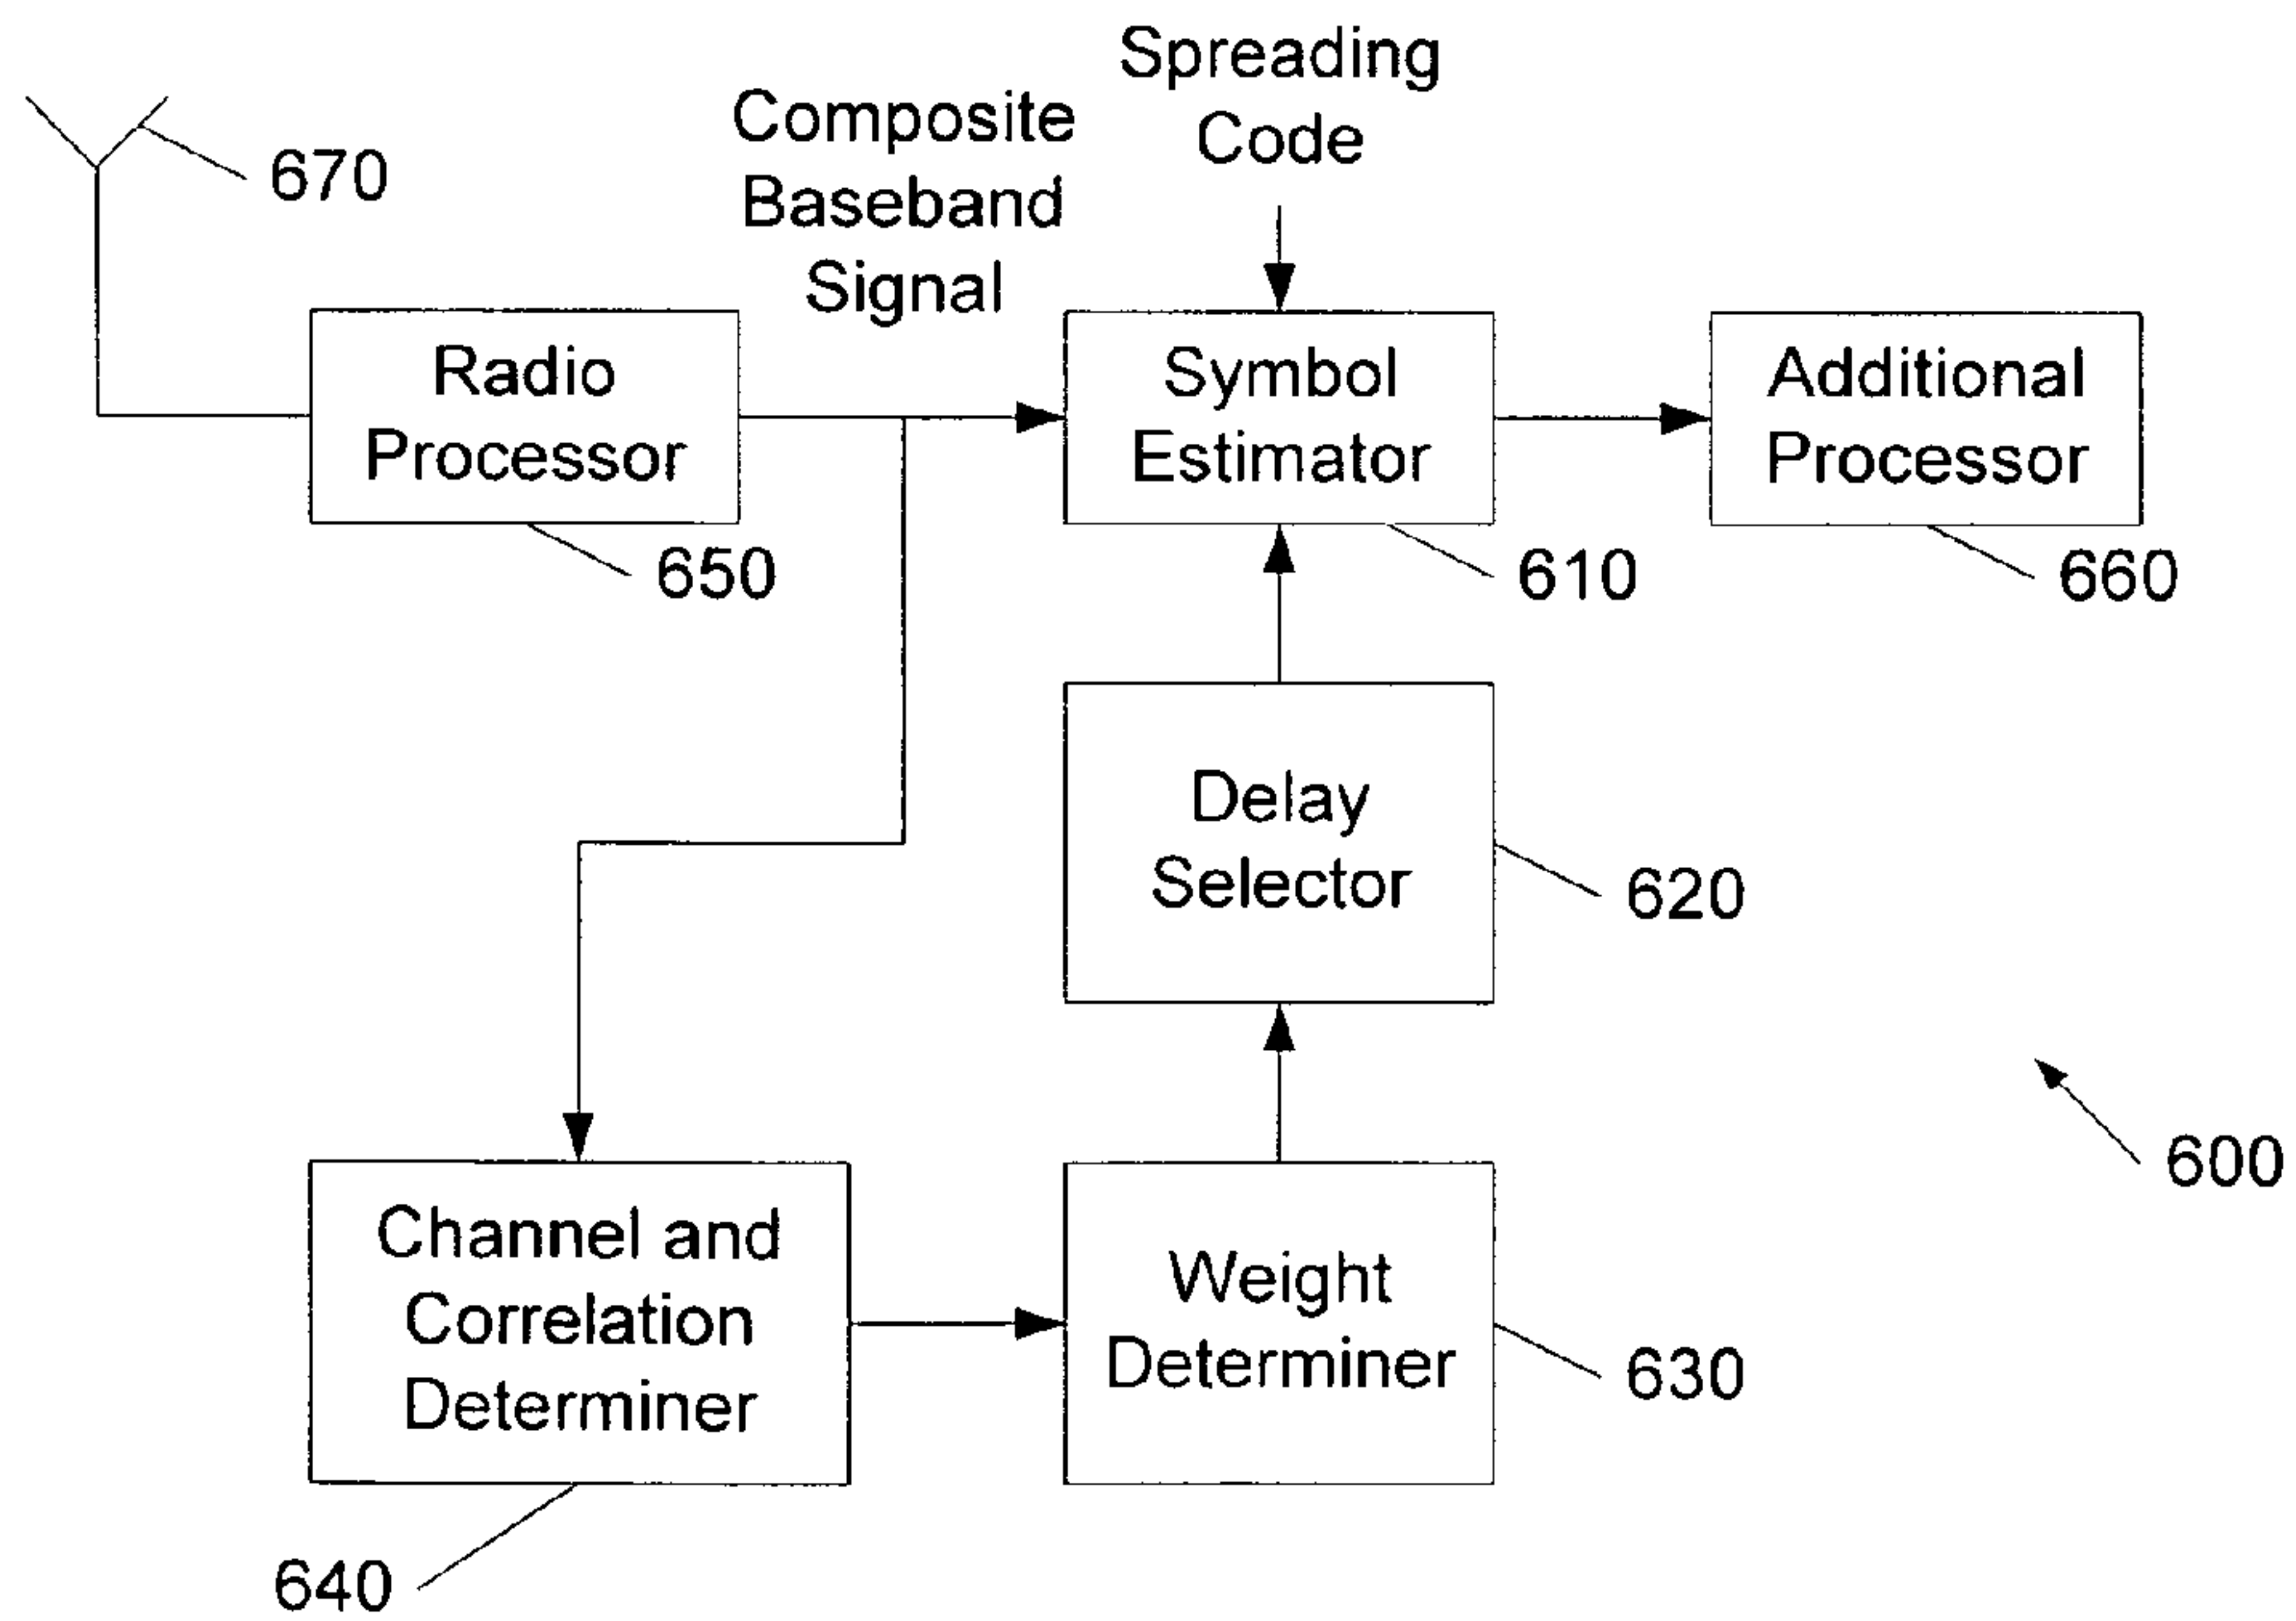 Spreading
Code
Composite
Baseband
Signal
670
Radio
Processor
650
Symbol
Estimator
610
Additional
Processor
660
Delay
Selector
620
600
Channel and
Correlation
Determiner
640
Weight
Determiner
630